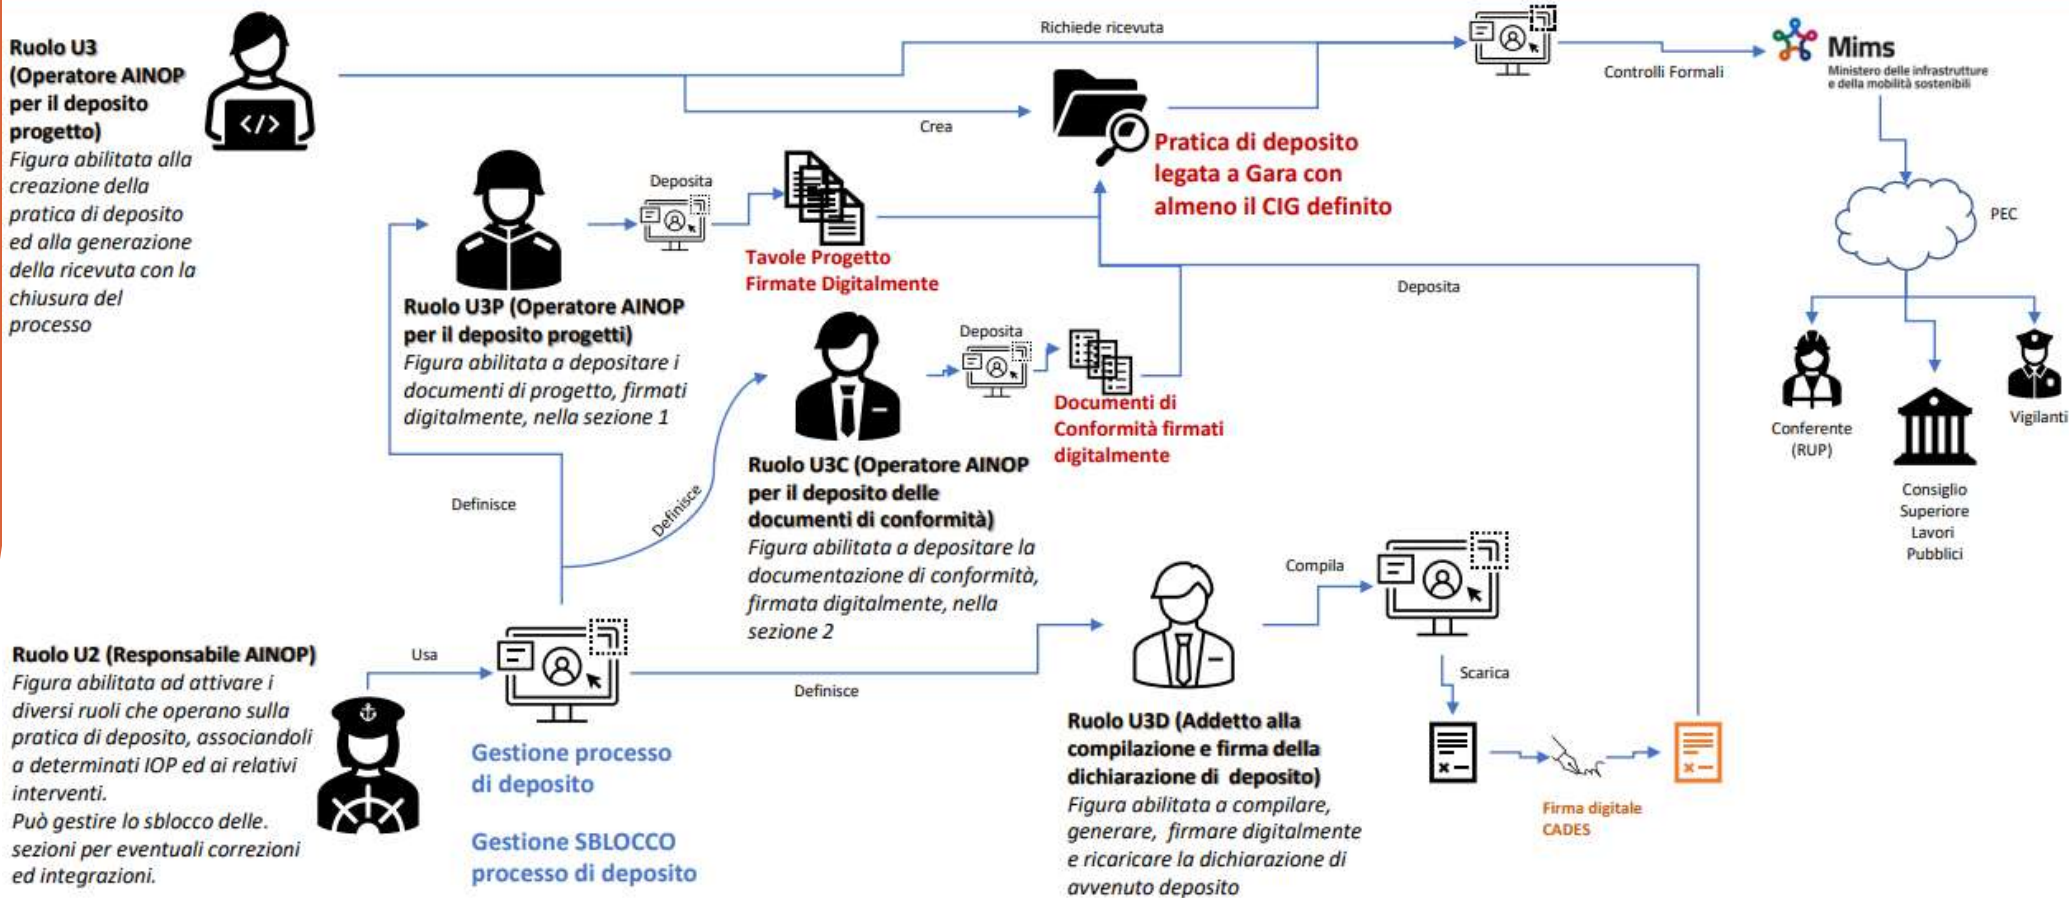 Ruolo U3
(Operatore AINOP
per il deposito
progetto)
Figura abilitata alla
creazione della
pratica di deposito
ed alla generazione
della ricevuta con la
chiusura del
processo
</>
Richiede ricevuta
Crea
Pratica di deposito
legata a Gara con
almeno il CIG definito
Controlli Formali
Mims
Ministero delle infrastrutture
e della mobilità sostenibili
PEC
Conferente
(RUP)
Consiglio
Superiore
Lavori
Pubblici
Vigilanti
Deposita
Tavole Progetto
Firmate Digitalmente
Ruolo U3P (Operatore AINOP
per il deposito progetti)
Figura abilitata a depositare i
documenti di progetto, firmati
digitalmente, nella sezione 1
Deposita
Documenti di
Conformità firmati
digitalmente
Deposita
Ruolo U3C (Operatore AINOP
per il deposito delle
documenti di conformità)
Figura abilitata a depositare la
documentazione di conformità,
firmata digitalmente, nella
sezione 2
Definisce
Definisce
Ruolo U2 (Responsabile AINOP)
Figura abilitata ad attivare i
diversi ruoli che operano sulla
pratica di deposito, associandoli
a determinati IOP ed ai relativi
interventi.
Può gestire lo sblocco delle.
sezioni per eventuali correzioni
ed integrazioni.
Usa
Gestione processo
di deposito
Gestione SBLOCCO
processo di deposito
Definisce
Ruolo U3D (Addetto alla
compilazione e firma della
dichiarazione di deposito)
Figura abilitata a compilare,
generare, firmare digitalmente
e ricaricare la dichiarazione di
avvenuto deposito
Compila
Scarica
Firma digitale
CADES